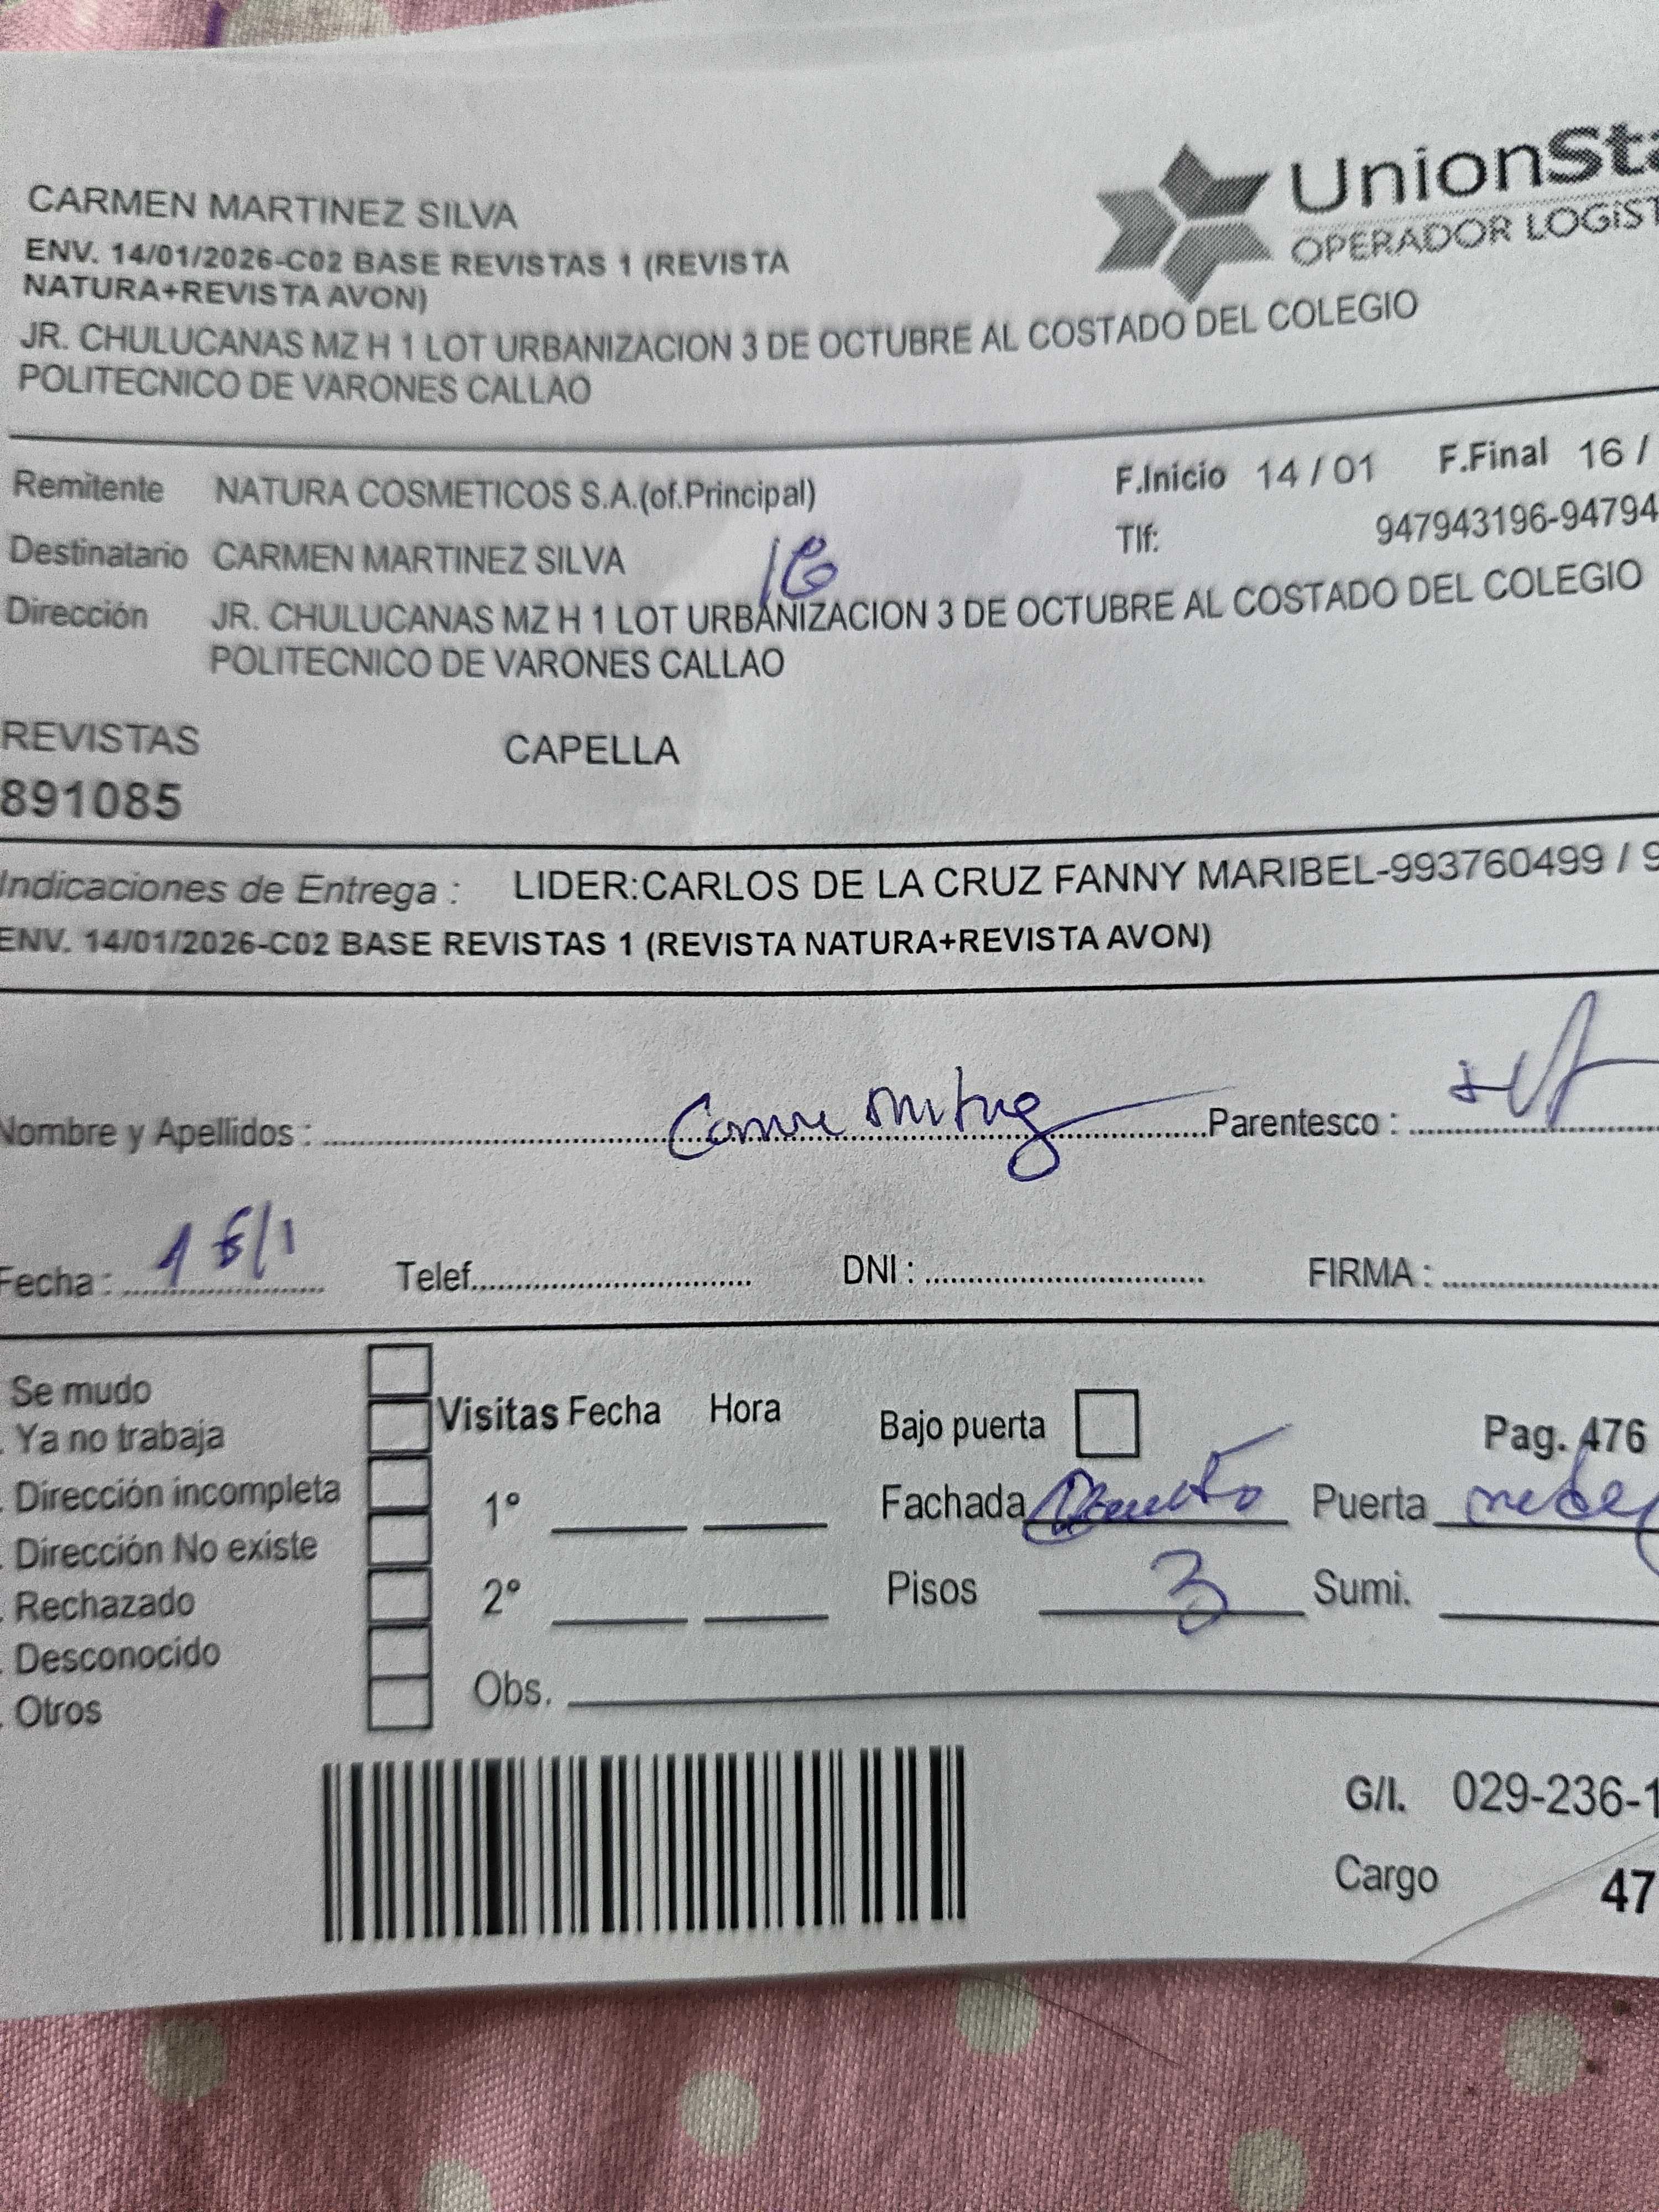 CARMEN MARTINEZ SILVA
ENV. 14/01/2026-C02 BASE REVISTAS 1 (REVISTA
NATURA+REVISTA AVON)
JR. CHULUCANAS MZ H 1 LOT URBANIZACION 3 DE OCTUBRE AL COSTADO DEL COLEGIO
POLITECNICO DE VARONES CALLAO
UnionSta
OPERADOR LOGíST
Remitente NATURA COSMETICOS S.A.(of.Principal) F.Inicio 14 / 01 F.Final 16 /
Destinatario CARMEN MARTINEZ SILVA Tlf: 947943196-94794
16
Dirección JR. CHULUCANAS MZ H 1 LOT URBANIZACION 3 DE OCTUBRE AL COSTADO DEL COLEGIO
POLITECNICO DE VARONES CALLAO
REVISTAS CAPELLA
891085
Indicaciones de Entrega : LIDER:CARLOS DE LA CRUZ FANNY MARIBEL-993760499 / 9
ENV. 14/01/2026-C02 BASE REVISTAS 1 (REVISTA NATURA+REVISTA AVON)
Nombre y Apellidos : Parentesco :
Fecha : Telef. DNI : FIRMA :
Se mudo
Ya no trabaja
Dirección incompleta
Dirección No existe
Rechazado
Desconocido
Otros
Visitas Fecha Hora
1°
2°
Obs.
Bajo puerta Pag. 476
Fachada Puerta
Pisos 3 Sumi.
G/I. 029-236-1
Cargo 47